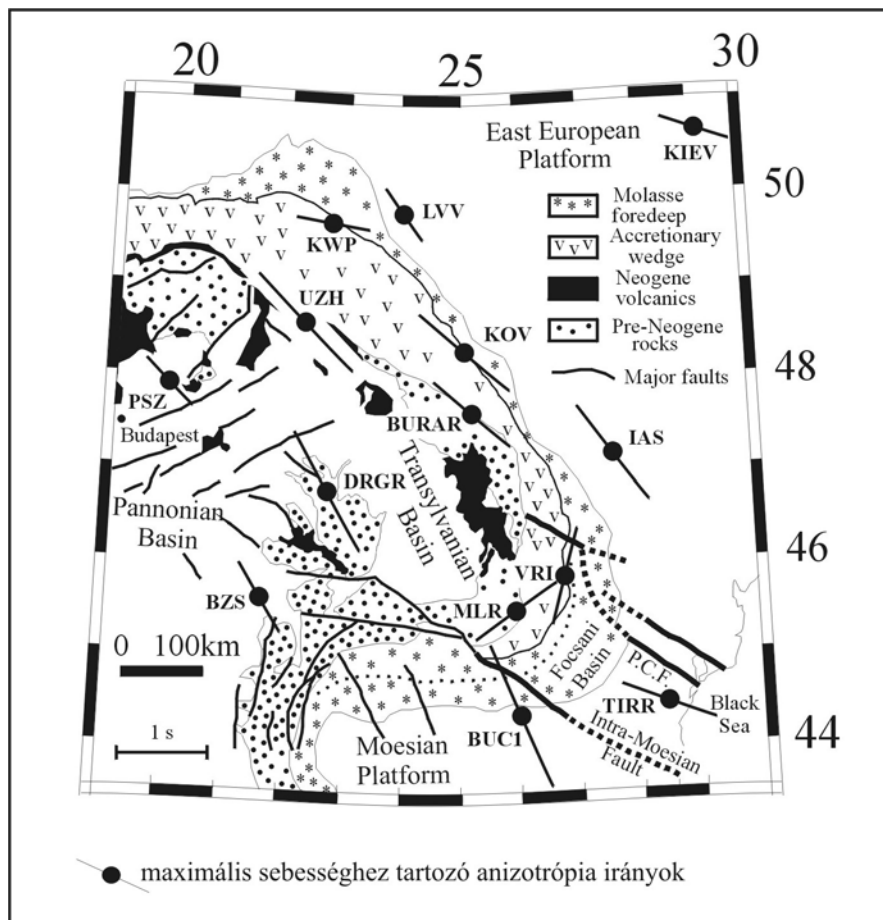 20
25
30
East European
Platform
KIEV
50
Molasse
foredeep
LVV
KWP
Accretionary
wedge
Neogene
volcanics
UZH
Pre-Neogene
rocks
KOV
48
Major faults
PSZ
BURAR
Budapest
IAS
DRGR
Transylvanian
Basin
Pannonian
Basin
46
VRI
BZS
MLR
0 100km
Focsani
Basin
P.C.F.
TIRR
Black
Sea
1 s
BUC1
Intra-Moesian
Fault
44
Moesian
Platform
maximális sebességhez tartozó anizotrópia irányok